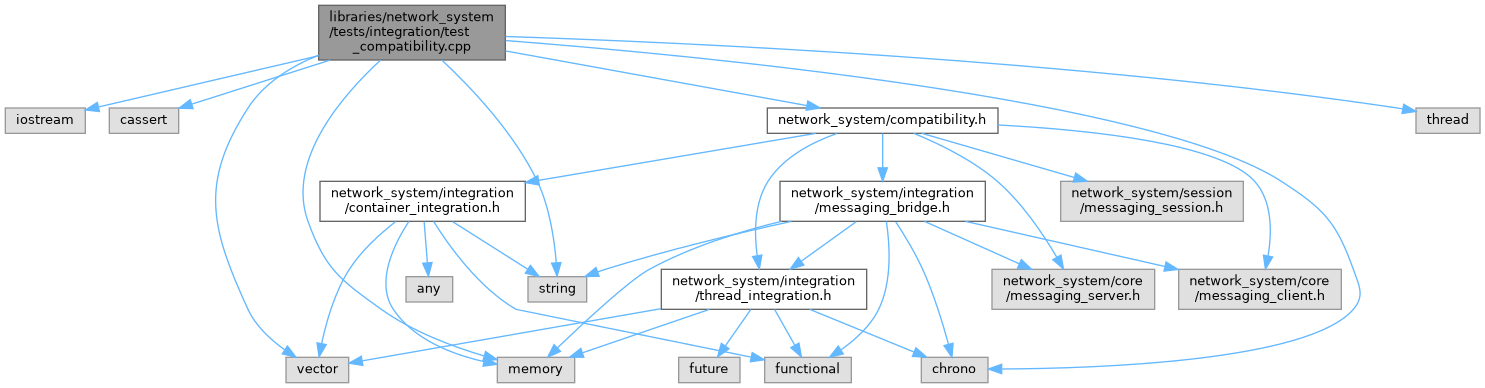 libraries/network_system
/tests/integration/test
_compatibility.cpp
iostream
cassert
network_system/compatibility.h
thread
network_system/integration
/container_integration.h
network_system/integration
/messaging_bridge.h
network_system/session
/messaging_session.h
any
string
network_system/integration
/thread_integration.h
network_system/core
/messaging_server.h
network_system/core
/messaging_client.h
vector
memory
future
functional
chrono